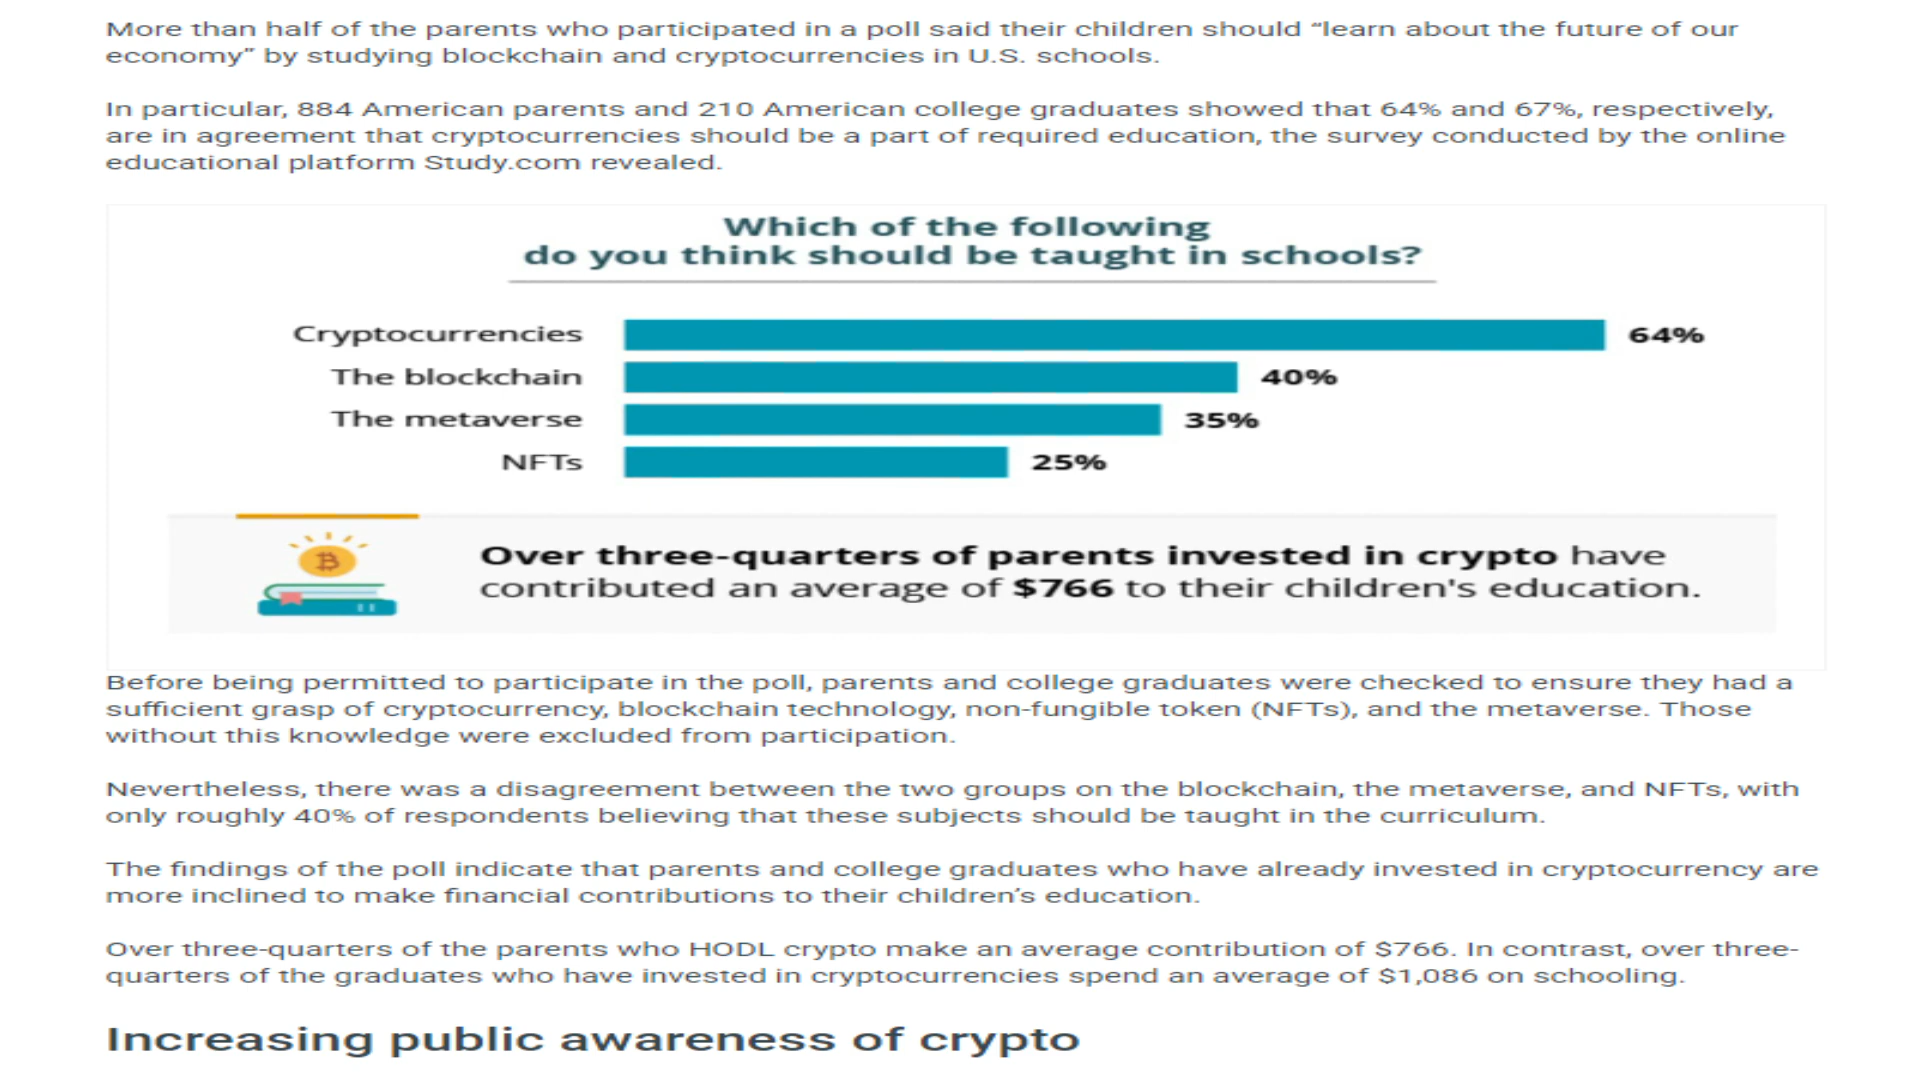 More than half of the parents who participated in a poll said their children should “learn about the future of our
economy” by studying blockchain and cryptocurrencies in U.S. schools.
In particular, 884 American parents and 210 American college graduates showed that 64% and 67%, respectively,
are in agreement that cryptocurrencies should be a part of required education, the survey conducted by the online
educational platform Study.com revealed.
Which of the following
do you think should be taught in schools?
Cryptocurrencies 64%
The blockchain 40%
The metaverse 35%
NFTs 25%
Over three-quarters of parents invested in crypto have
contributed an average of $766 to their children's education.
Before being permitted to participate in the poll, parents and college graduates were checked to ensure they had a
sufficient grasp of cryptocurrency, blockchain technology, non-fungible token (NFTs), and the metaverse. Those
without this knowledge were excluded from participation.
Nevertheless, there was a disagreement between the two groups on the blockchain, the metaverse, and NFTs, with
only roughly 40% of respondents believing that these subjects should be taught in the curriculum.
The findings of the poll indicate that parents and college graduates who have already invested in cryptocurrency are
more inclined to make financial contributions to their children’s education.
Over three-quarters of the parents who HODL crypto make an average contribution of $766. In contrast, over three-
quarters of the graduates who have invested in cryptocurrencies spend an average of $1,086 on schooling.
Increasing public awareness of crypto